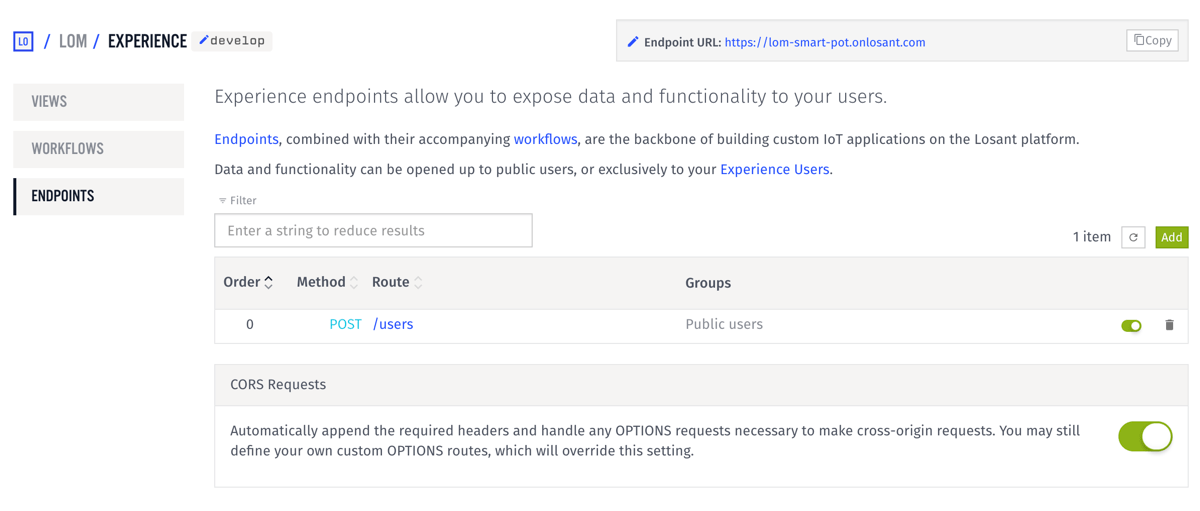 LO / LOM / EXPERIENCE develop
Endpoint URL: https://lom-smart-pot.onlosant.com
Copy
VIEWS
WORKFLOWS
ENDPOINTS
Experience endpoints allow you to expose data and functionality to your users.
Endpoints, combined with their accompanying workflows, are the backbone of building custom IoT applications on the Losant platform.
Data and functionality can be opened up to public users, or exclusively to your Experience Users.
Filter
Enter a string to reduce results
1 item
Add
Order Method Route Groups
0 POST /users Public users
CORS Requests
Automatically append the required headers and handle any OPTIONS requests necessary to make cross-origin requests. You may still
define your own custom OPTIONS routes, which will override this setting.